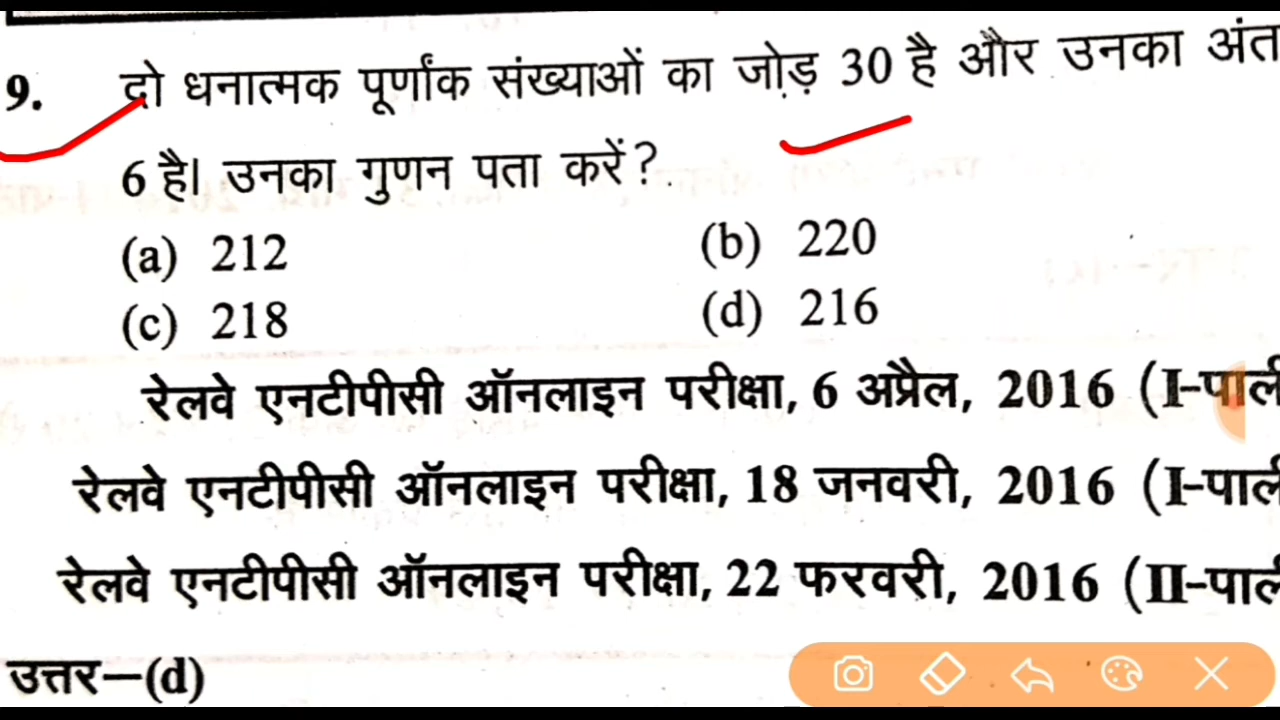 9. दो धनात्मक पूर्णांक संख्याओं का जोड़ 30 है और उनका अंत
6 है। उनका गुणन पता करें?
(a) 212 (b) 220
(c) 218 (d) 216
रेलवे एनटीपीसी ऑनलाइन परीक्षा, 6 अप्रैल, 2016 (I-पाली
रेलवे एनटीपीसी ऑनलाइन परीक्षा, 18 जनवरी, 2016 (I-पाली
रेलवे एनटीपीसी ऑनलाइन परीक्षा, 22 फरवरी, 2016 (II-पाली
उत्तर—(d)